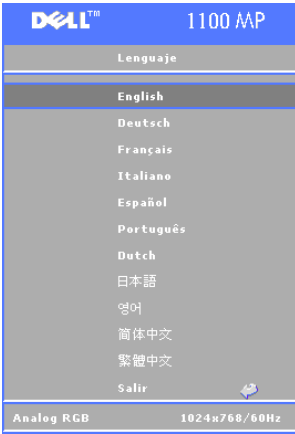 DELL™ 1100 MP
Lenguaje
English
Deutsch
Français
Italiano
Español
Português
Dutch
日本語
영어
简体中文
繁體中文
Salir
Analog RGB 1024x768/60Hz